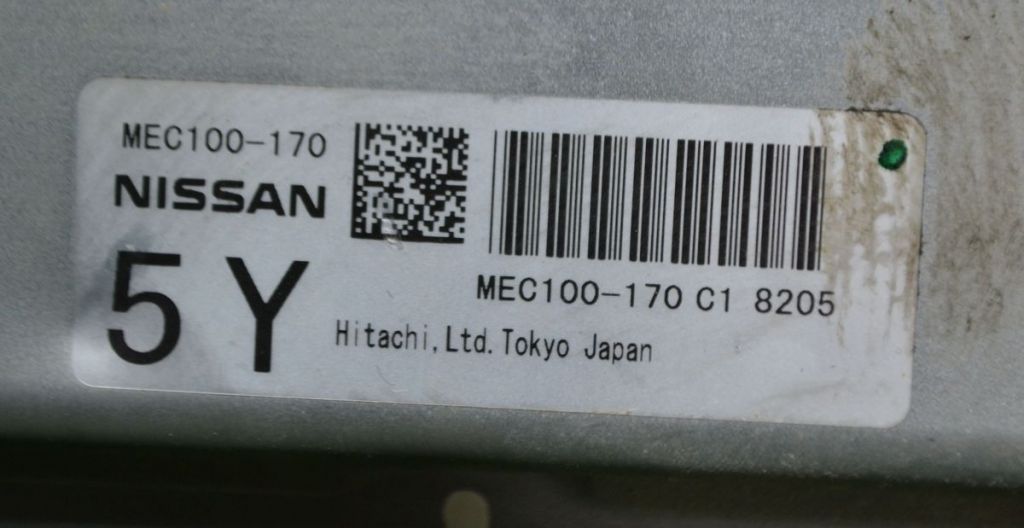 MEC100-170
NISSAN
5Y
MEC100-170 C1 8205
Hitachi,Ltd.Tokyo Japan